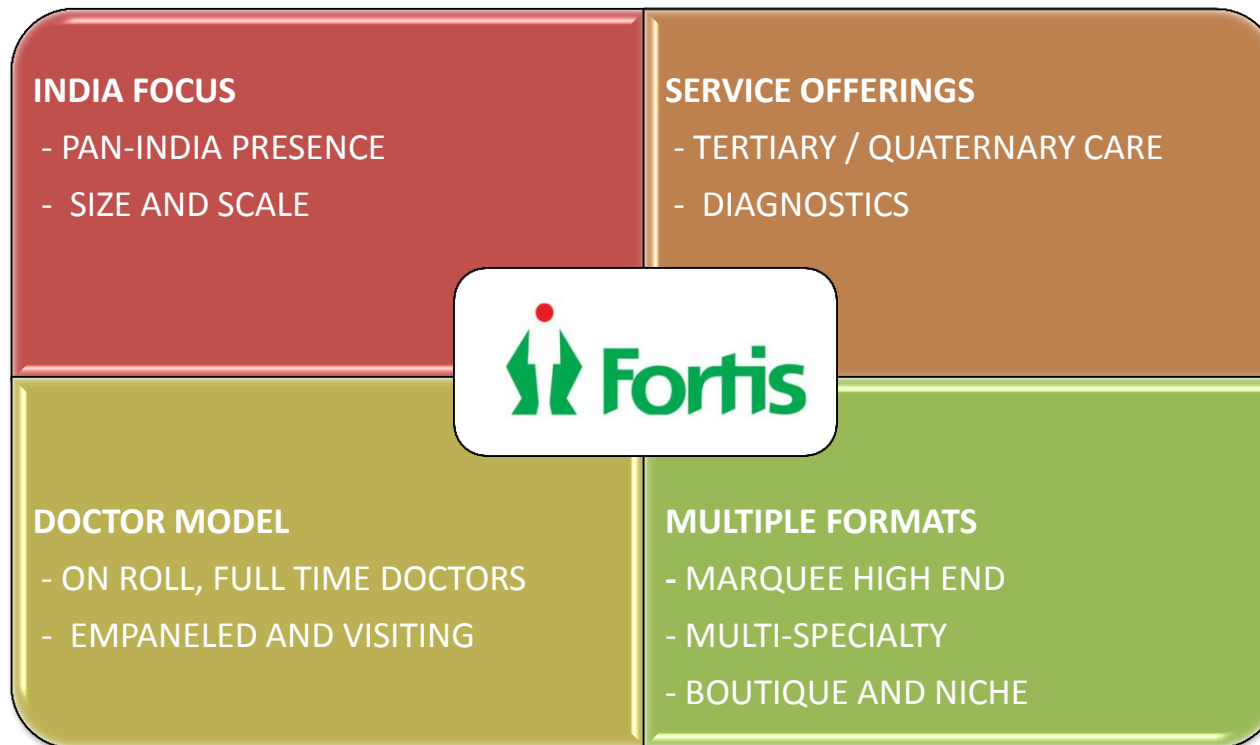 INDIA FOCUS
- PAN-INDIA PRESENCE
- SIZE AND SCALE
SERVICE OFFERINGS
- TERTIARY / QUATERNARY CARE
- DIAGNOSTICS
Fortis
DOCTOR MODEL
- ON ROLL, FULL TIME DOCTORS
- EMPANELED AND VISITING
MULTIPLE FORMATS
- MARQUEE HIGH END
- MULTI-SPECIALTY
- BOUTIQUE AND NICHE